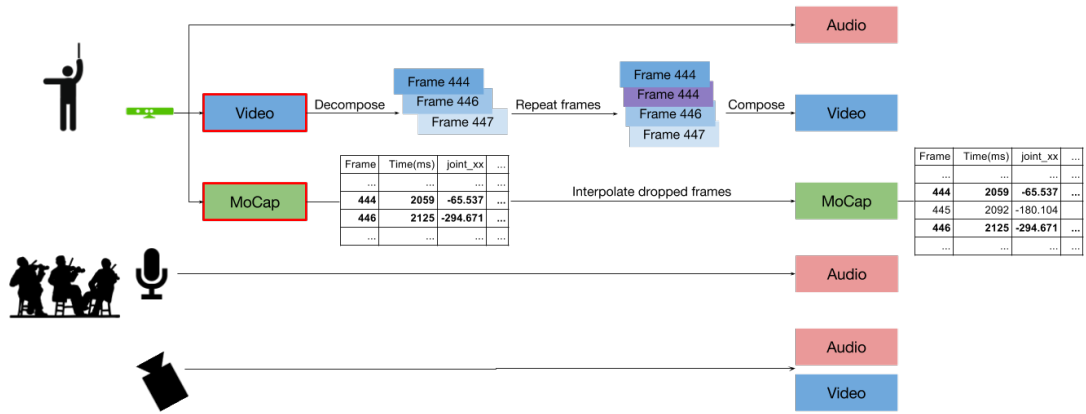 Audio
Frame 444
Frame 446
Frame 447
Frame 444
Frame 444
Frame 446
Frame 447
Video
Decompose
Repeat frames
Compose
Video
Frame Time(ms) joint_xx ...
... ... ...
444 2059 -65.537 ...
446 2125 -294.671 ...
... ... ... ...
MoCap
Interpolate dropped frames
MoCap
Frame Time(ms) joint_xx ...
... ... ...
444 2059 -65.537 ...
445 2092 -180.104
446 2125 -294.671 ...
... ... ... ...
Audio
Audio
Video